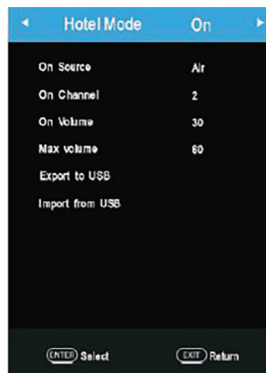 Hotel Mode On
On Source Air
On Channel 2
On Volume 30
Max volume 60
Export to USB
Import from USB
ENTER Select EXIT Return